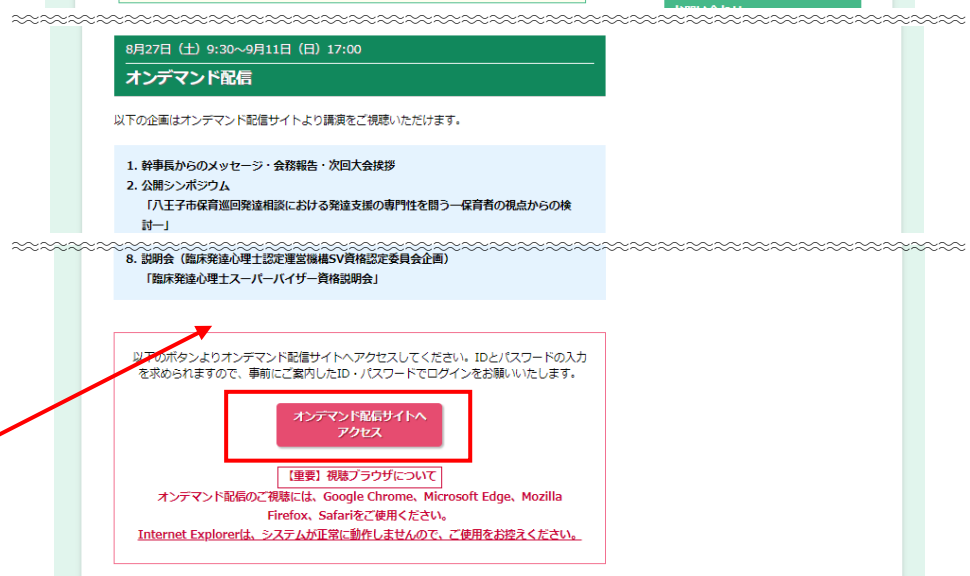 8月27日（土）9:30～9月11日（日）17:00
オンデマンド配信
以下の企画はオンデマンド配信サイトより講演をご視聴いただけます。
1. 幹事長からのメッセージ・会務報告・次回大会挨拶
2. 公開シンポジウム
「八王子市保育巡回発達相談における発達支援の専門性を問う―保育者の視点からの検
討―」
8. 説明会（臨床発達心理士認定運営機構SV資格認定委員会企画）
「臨床発達心理士スーパーバイザー資格説明会」
以下のボタンよりオンデマンド配信サイトへアクセスしてください。IDとパスワードの入力
を求められますので、事前にご案内したID・パスワードでログインをお願いいたします。
オンデマンド配信サイトへ
アクセス
【重要】視聴ブラウザについて
オンデマンド配信のご視聴には、Google Chrome、Microsoft Edge、Mozilla
Firefox、Safariをご使用ください。
Internet Explorerは、システムが正常に動作しませんので、ご使用をお控えください。